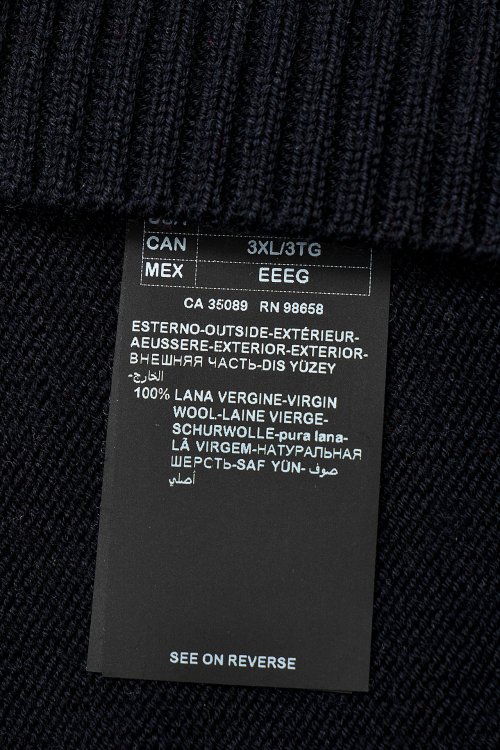 USA
CAN 3XL/3TG
MEX EEEG
CA 35089 RN 98658
ESTERNO-OUTSIDE-EXTÉRIEUR-
AEUSSERE-EXTERIOR-EXTERIOR-
ВНЕШНЯЯ ЧАСТЬ-DIS YÜZEY
-الخارج
100% LANA VERGINE-VIRGIN
WOOL-LAINE VIERGE-
SCHURWOLLE-pura lana-
LÃ VIRGEM-НАТУРАЛЬНАЯ
ШЕРСТЬ-SAF YÜN- صوف
أصلي
SEE ON REVERSE